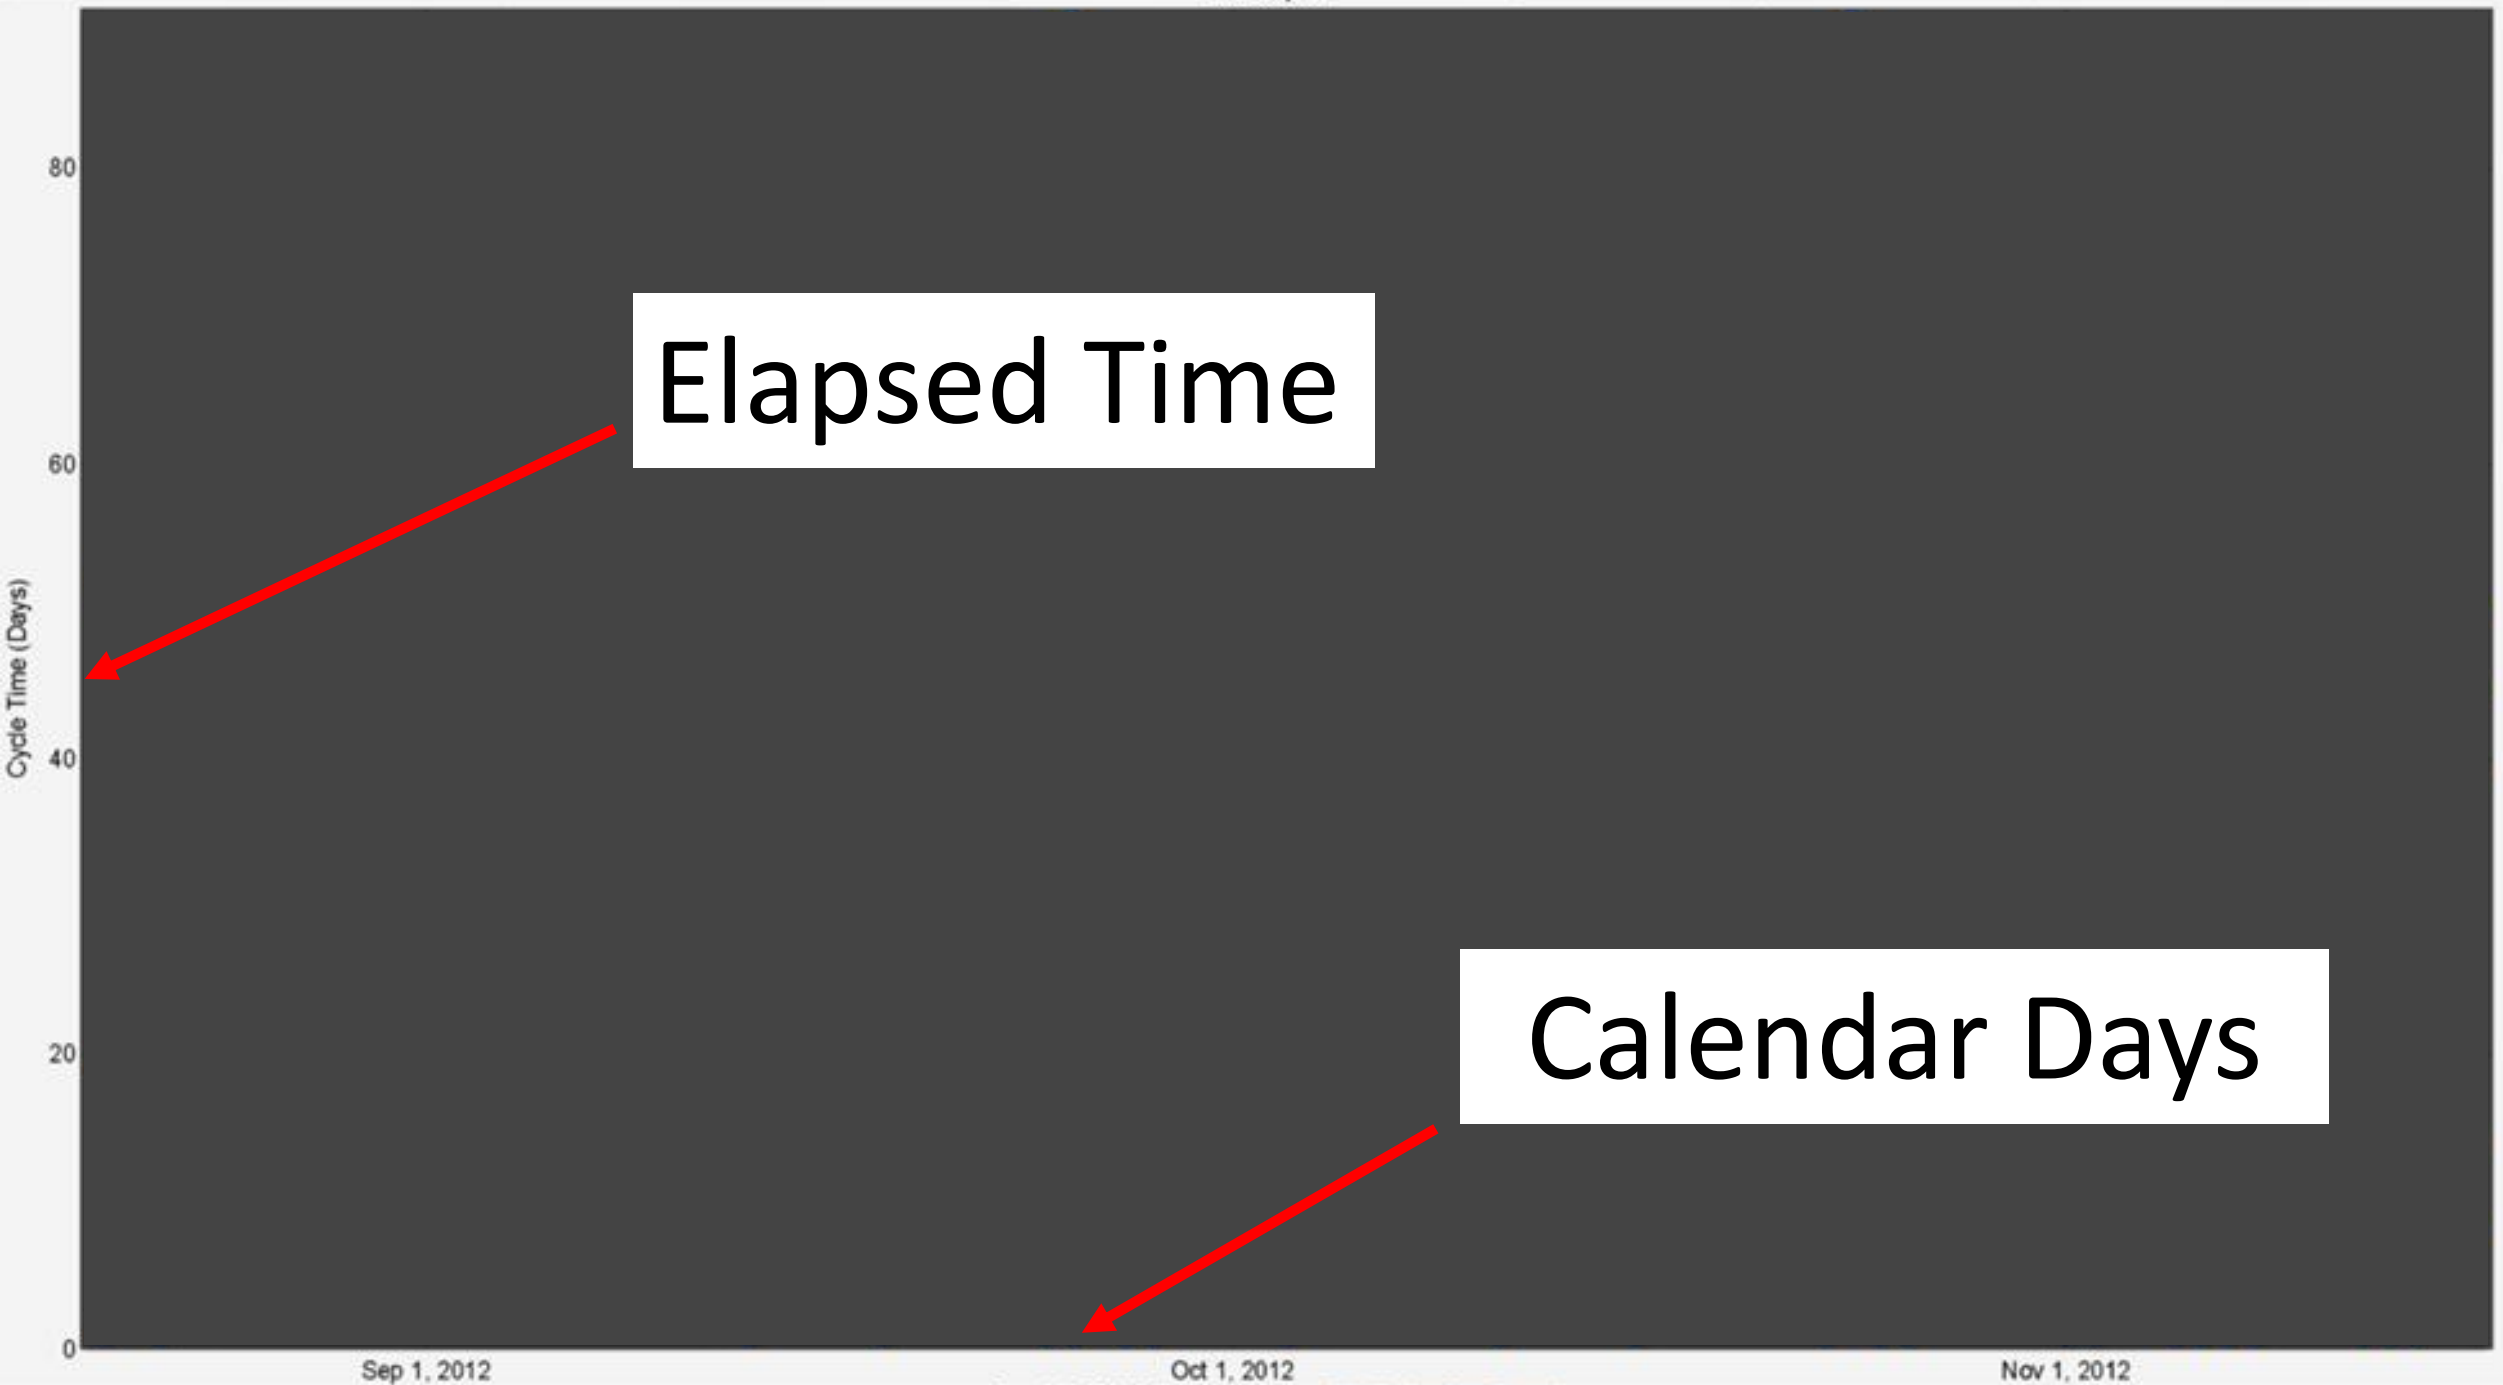 80
Elapsed Time
60
Cycle Time (Days)
40
Calendar Days
20
0
Sep 1, 2012
Oct 1, 2012
Nov 1, 2012